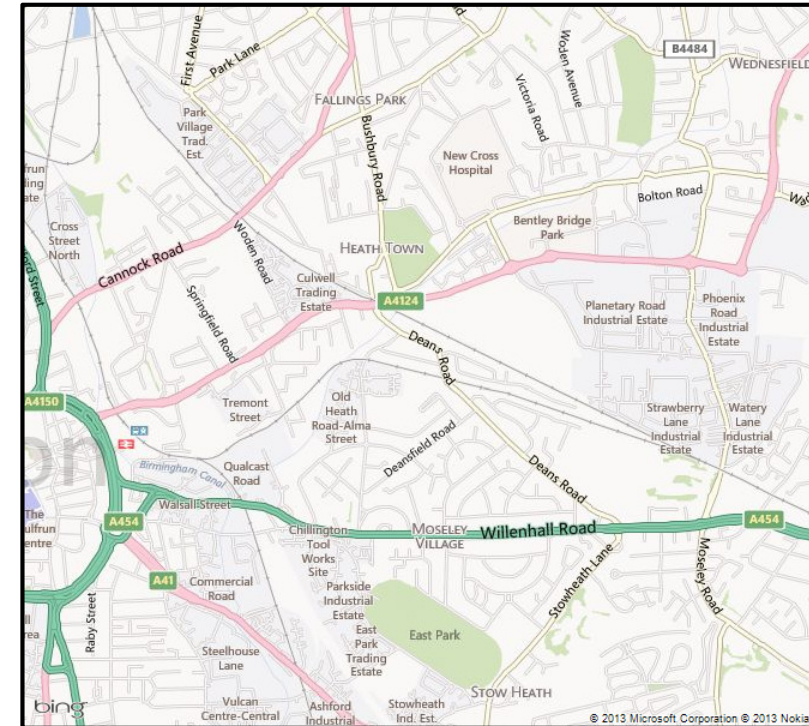 First Avenue
Park Lane
B4484
WEDNESFIELD
Woden Avenue
Victoria Road
FALLINGS PARK
Park
Village
Trad.
Est.
Bushbury Road
New Cross
Hospital
Bolton Road
Cross
Street
North
Bentley Bridge
Park
Cannock Road
Woden Road
HEATH TOWN
Culwell
Trading
Estate
A4124
Springfield Road
Planetary Road
Industrial Estate
Phoenix
Road
Industrial
Estate
Deans Road
A4150
Tremont
Street
Old
Heath
Road-Alma
Street
Strawberry
Lane
Industrial
Estate
Watery
Lane
Industrial
Estate
Deansfield Road
on
Birmingham Canal
Qualcast
Road
Deans Road
The
Centre
A454
Walsall Street
Chillington
Tool
Works
Site
MOSELEY
VILLAGE
Willenhall Road
A454
A41
Commercial
Road
Parkside
Industrial
Estate
Stowheath Lane
Moseley Road
Raby Street
East
Park
Trading
Estate
East Park
Steelhouse
Lane
STOW HEATH
bing
Vulcan
Centre-Central
Ashford
Industrial
Stowheath
Ind. Est.
© 2013 Microsoft Corporation © 2013 Nokia